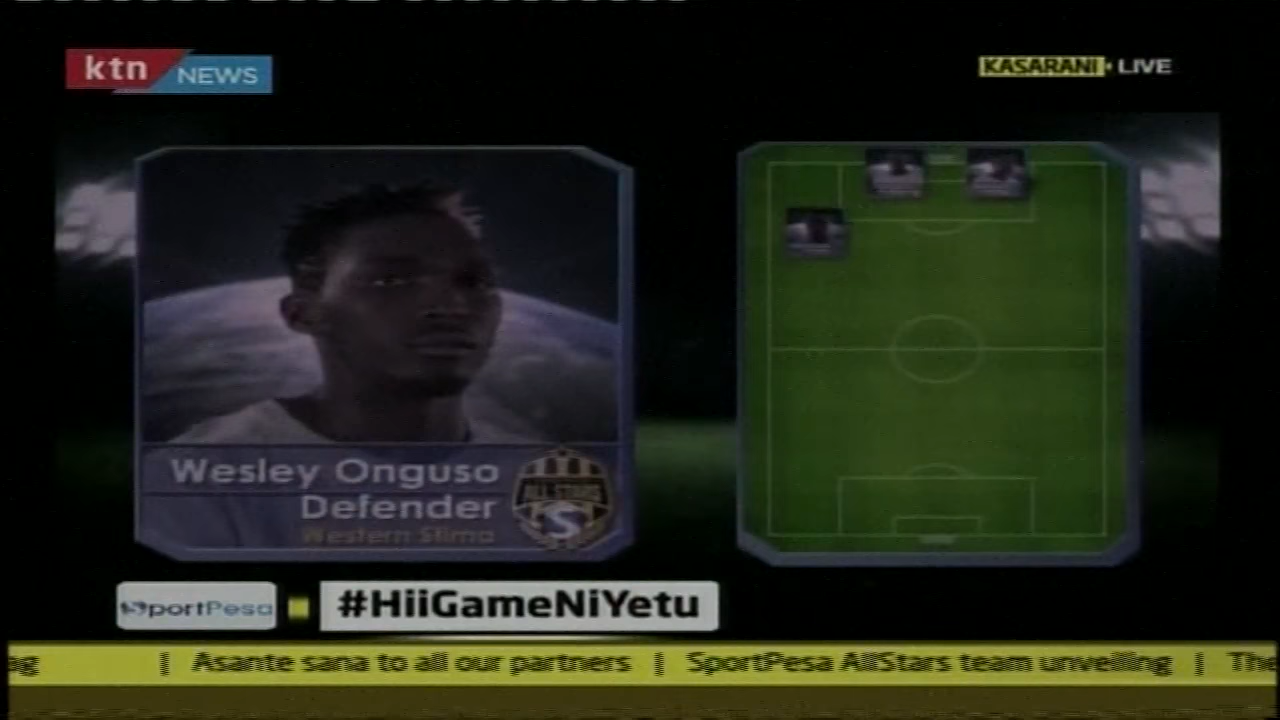 ktn NEWS
KASARANI LIVE
Wesley Onguso
Defender
Western Stima
ALL STARS
S
SportPesa
#HiiGameNiYetu
| Asante sana to all our partners | SportPesa AllStars team unveiling | The